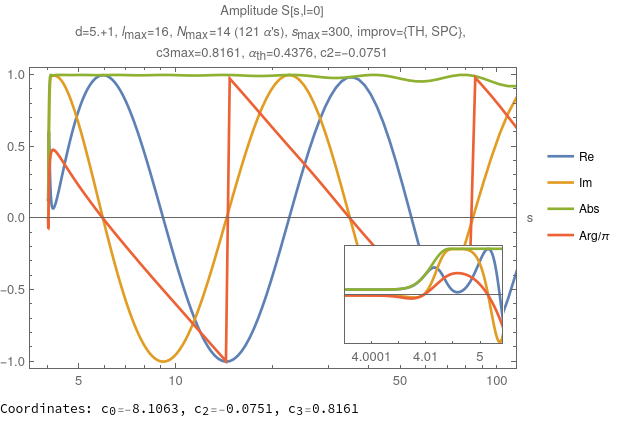 Amplitude S[s,l=0]
d=5.+1, lmax=16, Nmax=14 (121 α's), smax=300, improv={TH, SPC},
c3max=0.8161, αth=0.4376, c2=-0.0751
1.0
0.5
0.0
-0.5
-1.0
s
Re
Im
Abs
Arg/π
4.0001 4.01 5
5 10 50 100
Coordinates: c0=-8.1063, c2=-0.0751, c3=0.8161